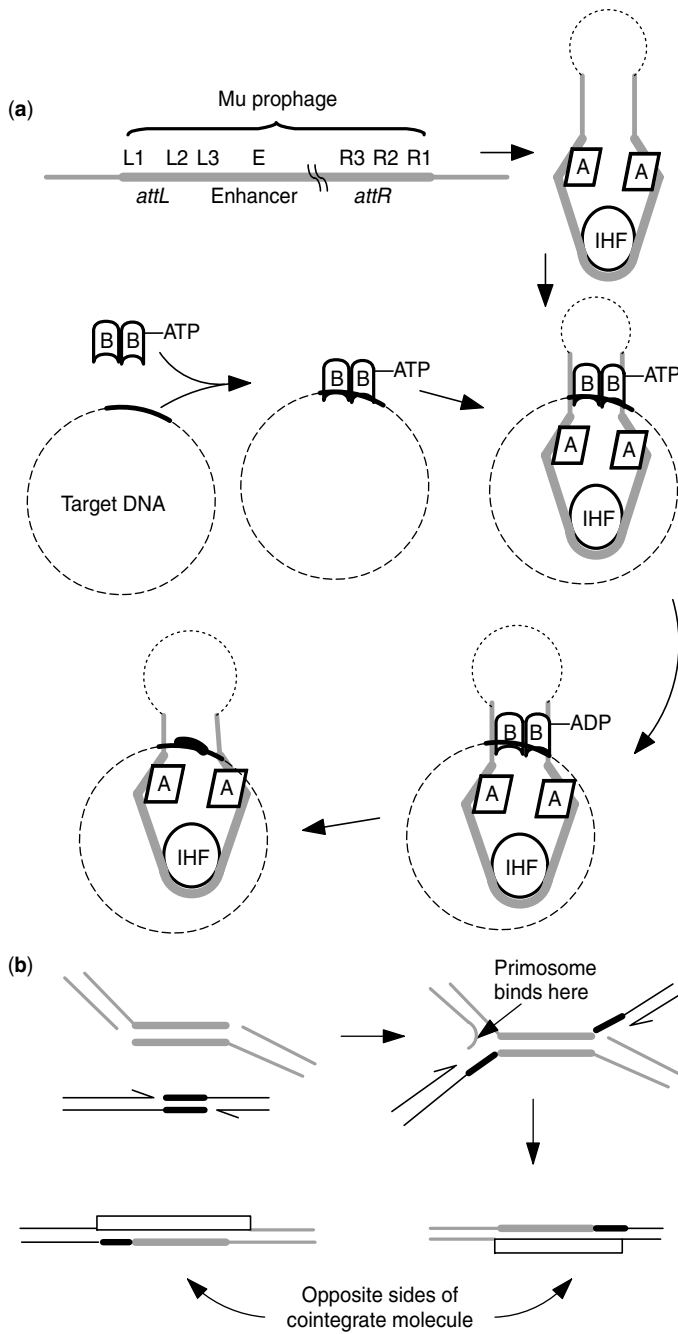 (a)
Mu prophage
L1 L2 L3 E R3 R2 R1
attL Enhancer attR
A A
IHF
B B ATP
B B ATP
B B ATP
Target DNA
A A
IHF
B B ADP
A A
A A
IHF
IHF
(b)
Primosome
binds here
Opposite sides of
cointegrate molecule